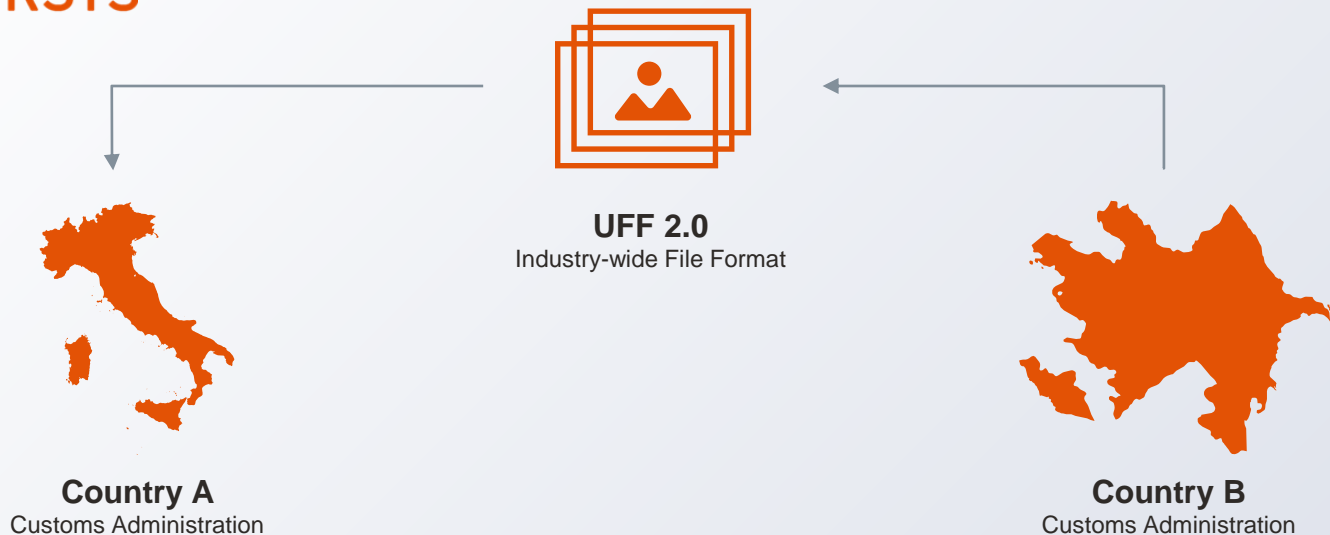 UFF 2.0
Industry-wide File Format
Country A
Customs Administration
Country B
Customs Administration